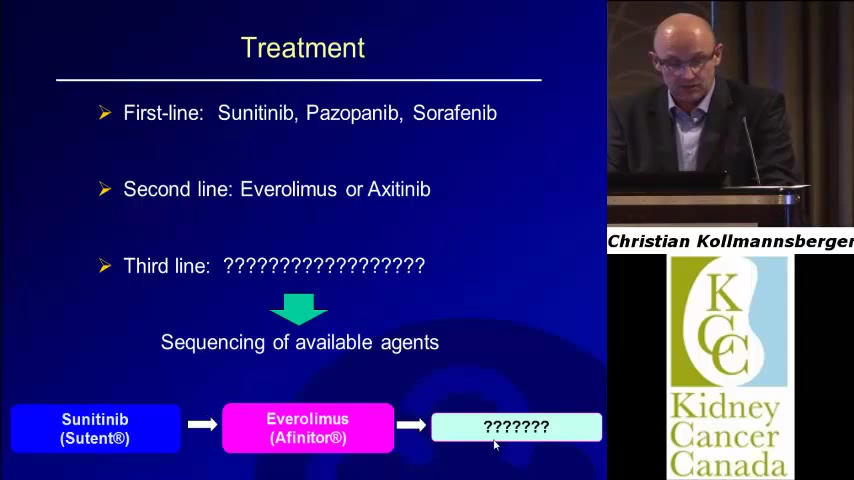 Treatment
First-line: Sunitinib, Pazopanib, Sorafenib
Second line: Everolimus or Axitinib
Third line: ??????????????????
Sequencing of available agents
Sunitinib
(Sutent®)
Everolimus
(Afinitor®)
???????
Christian Kollmannsberger
KCC
Kidney
Cancer
Canada